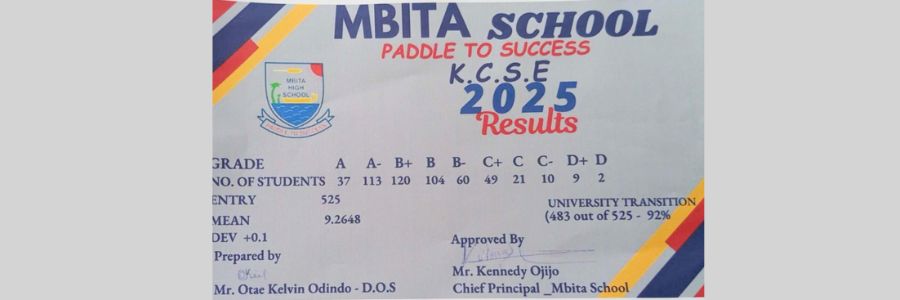 MBITA SCHOOL
PADDLE TO SUCCESS
K.C.S.E
2025
Results
MBITA
HIGH
SCHOOL
GRADE A A- B+ B B- C+ C C- D+ D
NO. OF STUDENTS 37 113 120 104 60 49 21 10 9 2
ENTRY 525
UNIVERSITY TRANSITION
(483 out of 525 - 92%
MEAN 9.2648
DEV +0.1
Prepared by
Mr. Otae Kelvin Odindo - D.O.S
Approved By
Mr. Kennedy Ojijo
Chief Principal _Mbita School